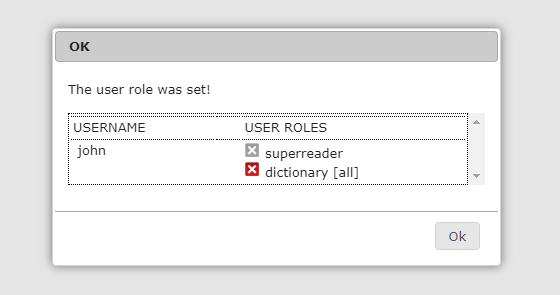 OK
The user role was set!
USERNAME USER ROLES
john superreader
dictionary [all]
Ok